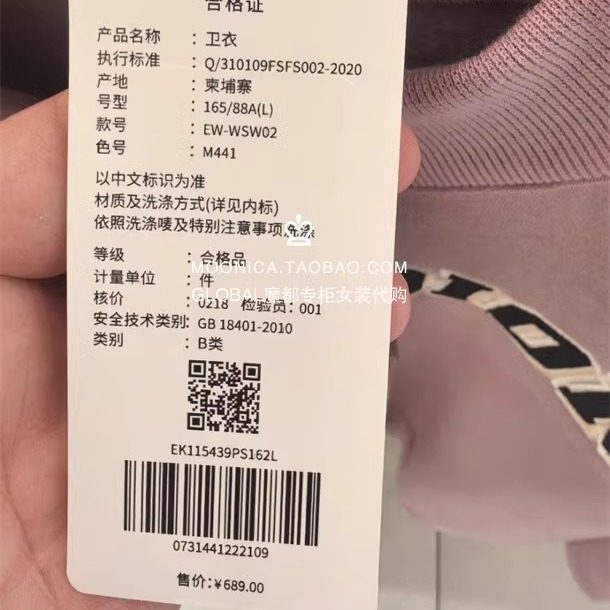 合格证
产品名称 : 卫衣
执行标准 : Q/310109FSFS002-2020
产地 : 柬埔寨
号型 : 165/88A(L)
款号 : EW-WSW02
色号 : M441
以中文标识为准
材质及洗涤方式(详见内标)
依照洗涤唛及特别注意事项洗涤
等级 : 合格品
MOONICA.TAOBAO.COM
计量单位 : 件
GLOBAL摩都专柜女装代购
核价 : 0218 检验员: 001
安全技术类别: GB 18401-2010
类别 : B类
EK115439PS162L
0731441222109
售价:¥689.00